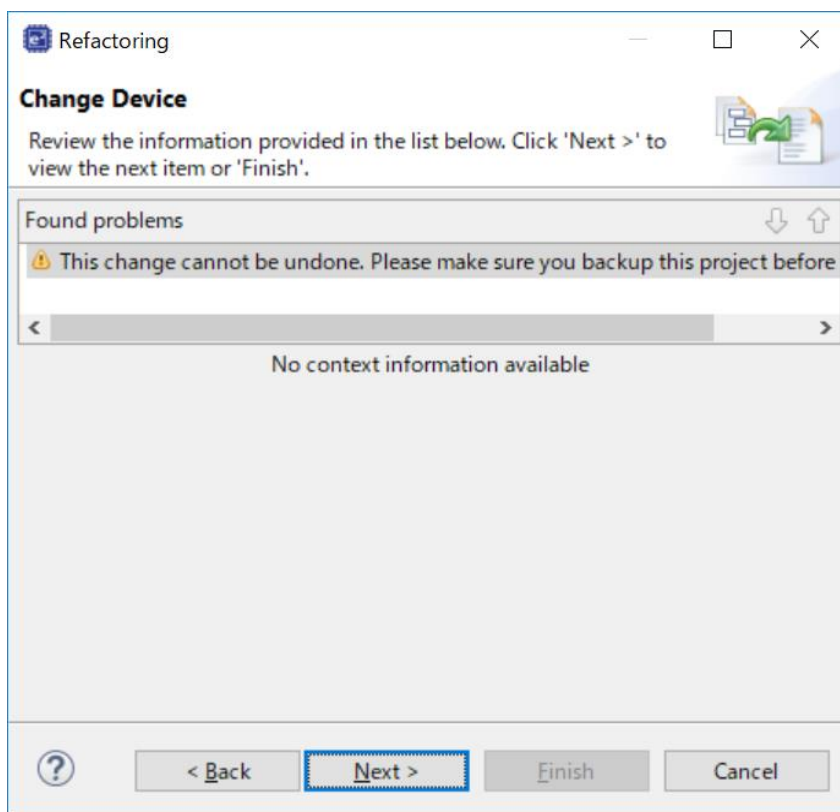 Refactoring
Change Device
Review the information provided in the list below. Click 'Next >' to
view the next item or 'Finish'.
Found problems
This change cannot be undone. Please make sure you backup this project before
No context information available
< Back
Next >
Finish
Cancel